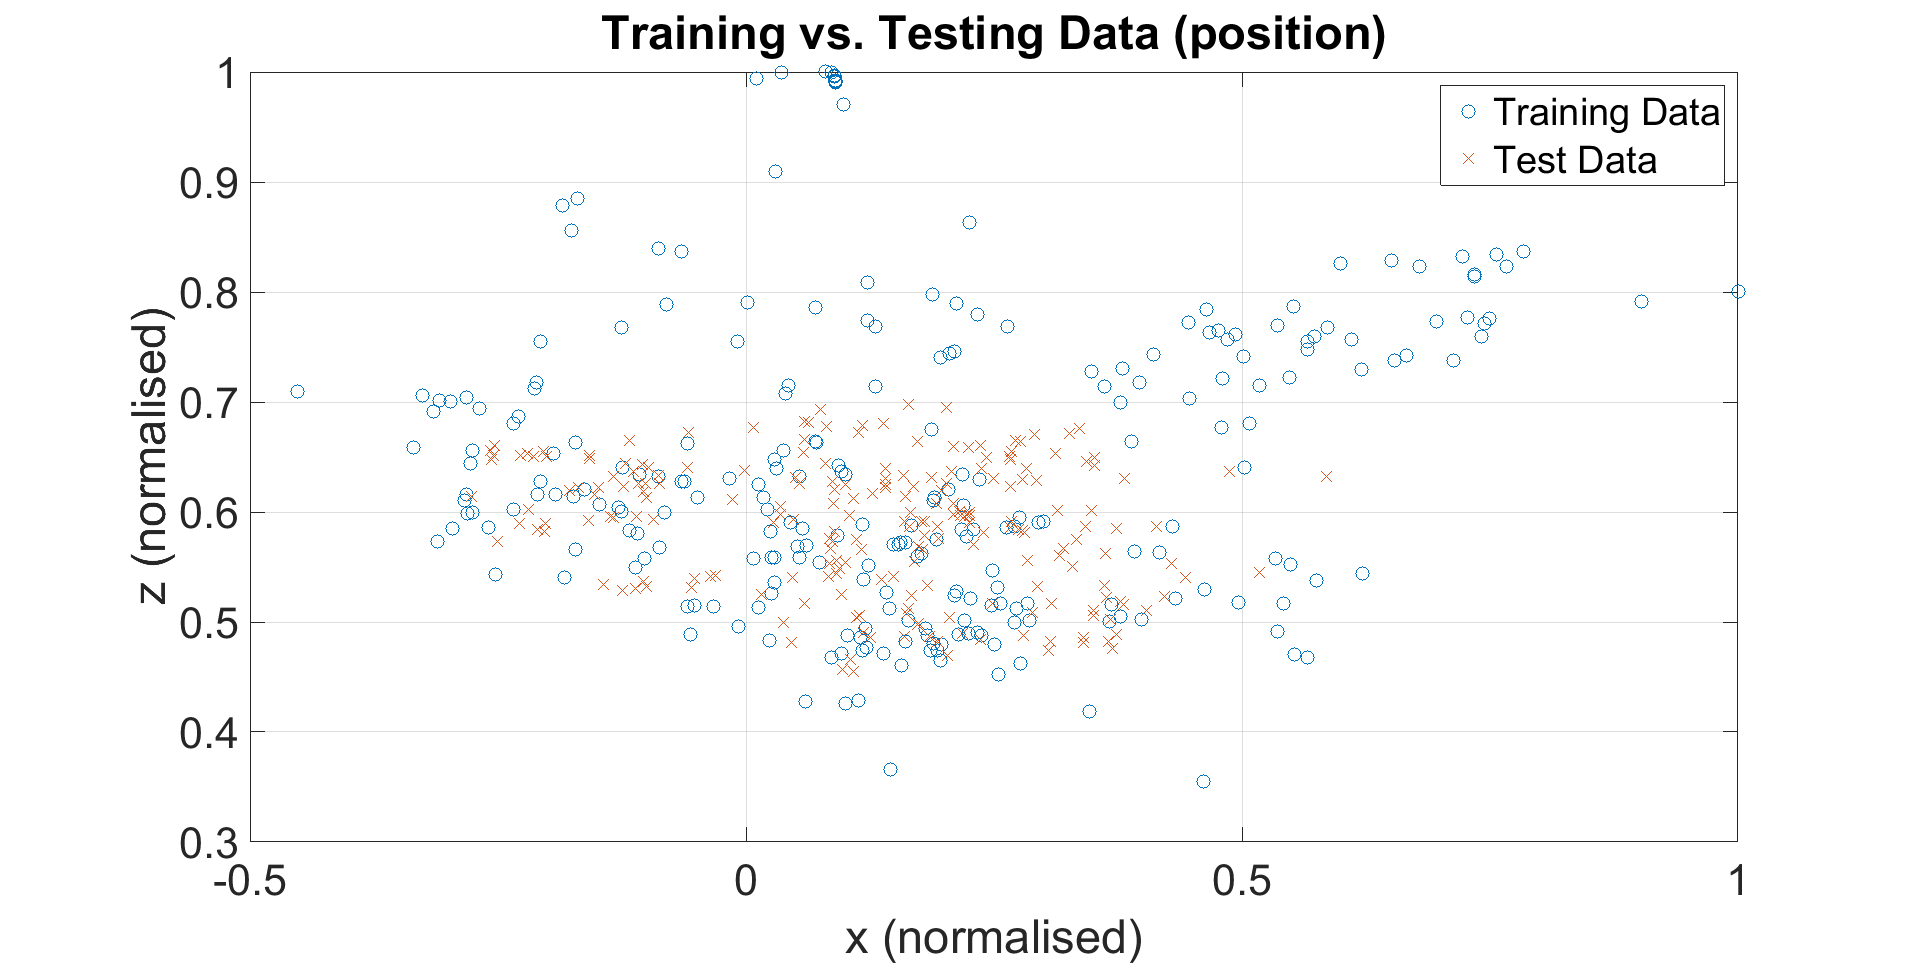 Training vs. Testing Data (position)
Training Data
Test Data
1
0.9
0.8
0.7
0.6
0.5
0.4
0.3
z (normalised)
-0.5 0 0.5 1
x (normalised)